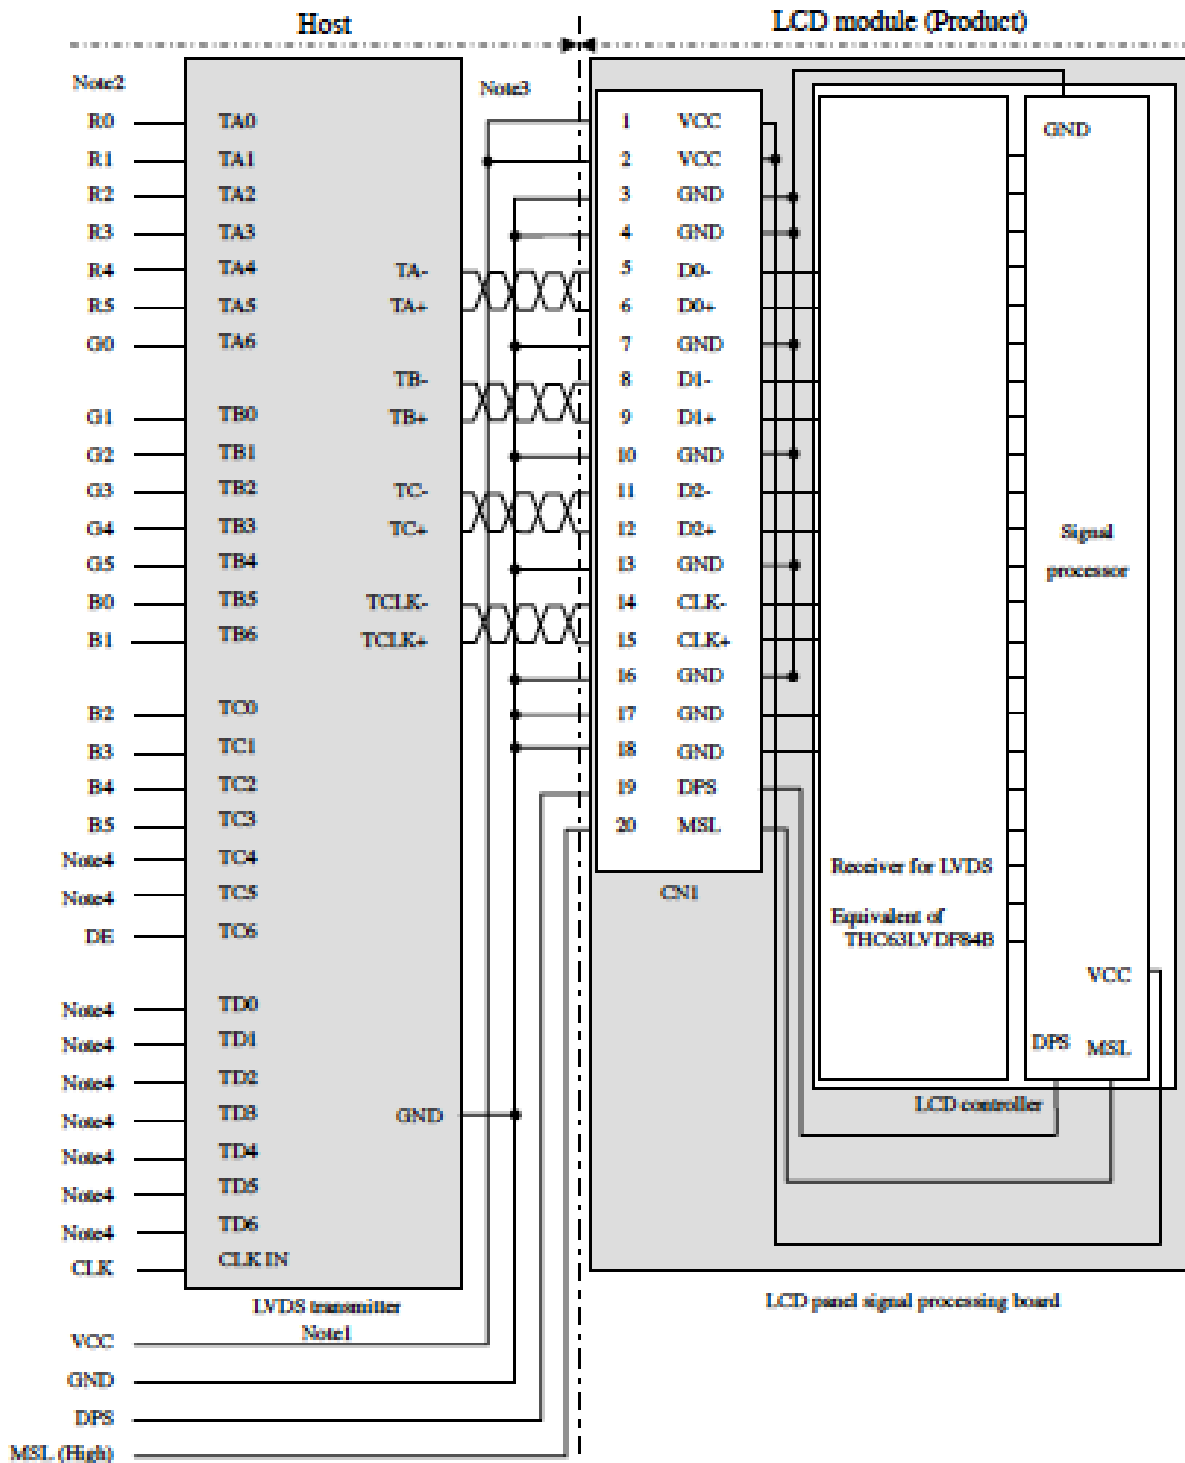 Host
LCD module (Product)
Note2
Note3
R0 TA0
R1 TA1
R2 TA2
R3 TA3
R4 TA4 TA-
R5 TA5 TA+
G0 TA6
TB-
G1 TB0 TB+
G2 TB1
G3 TB2 TC-
G4 TB3 TC+
G5 TB4
B0 TB5 TCLK-
B1 TB6 TCLK+
B2 TC0
B3 TC1
B4 TC2
B5 TC3
Note4 TC4
Note4 TC5
DE TC6
Note4 TD0
Note4 TD1
Note4 TD2
Note4 TD3 GND
Note4 TD4
Note4 TD5
Note4 TD6
CLK CLK IN
LVDS transmitter
Note1
VCC
GND
DPS
MSL (High)
1 VCC
2 VCC
3 GND
4 GND
5 D0-
6 D0+
7 GND
8 D1-
9 D1+
10 GND
11 D2-
12 D2+
13 GND
14 CLK-
15 CLK+
16 GND
17 GND
18 GND
19 DPS
20 MSL
CN1
Receiver for LVDS
Equivalent of
THC63LVDF84B
GND
Signal
processor
VCC
DPS MSL
LCD controller
LCD panel signal processing board